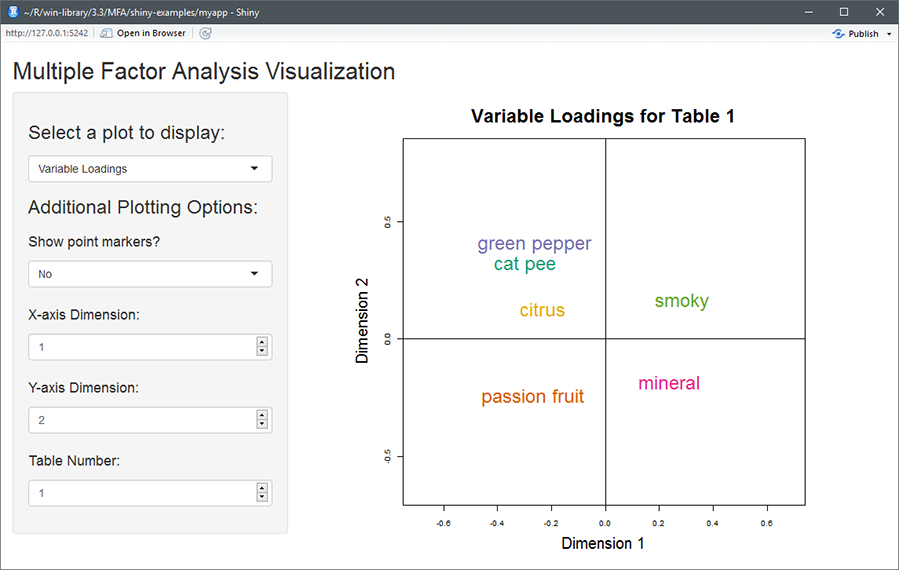 ~/R/win-library/3.3/MFA/shiny-examples/myapp - Shiny
http://127.0.0.1:5242 Open in Browser Publish
Multiple Factor Analysis Visualization
Select a plot to display:
Variable Loadings
Additional Plotting Options:
Show point markers?
No
X-axis Dimension:
1
Y-axis Dimension:
2
Table Number:
1
Variable Loadings for Table 1
Dimension 2
0.5
0.0
-0.5
green pepper
cat pee
citrus
smoky
mineral
passion fruit
-0.6 -0.4 -0.2 0.0 0.2 0.4 0.6
Dimension 1